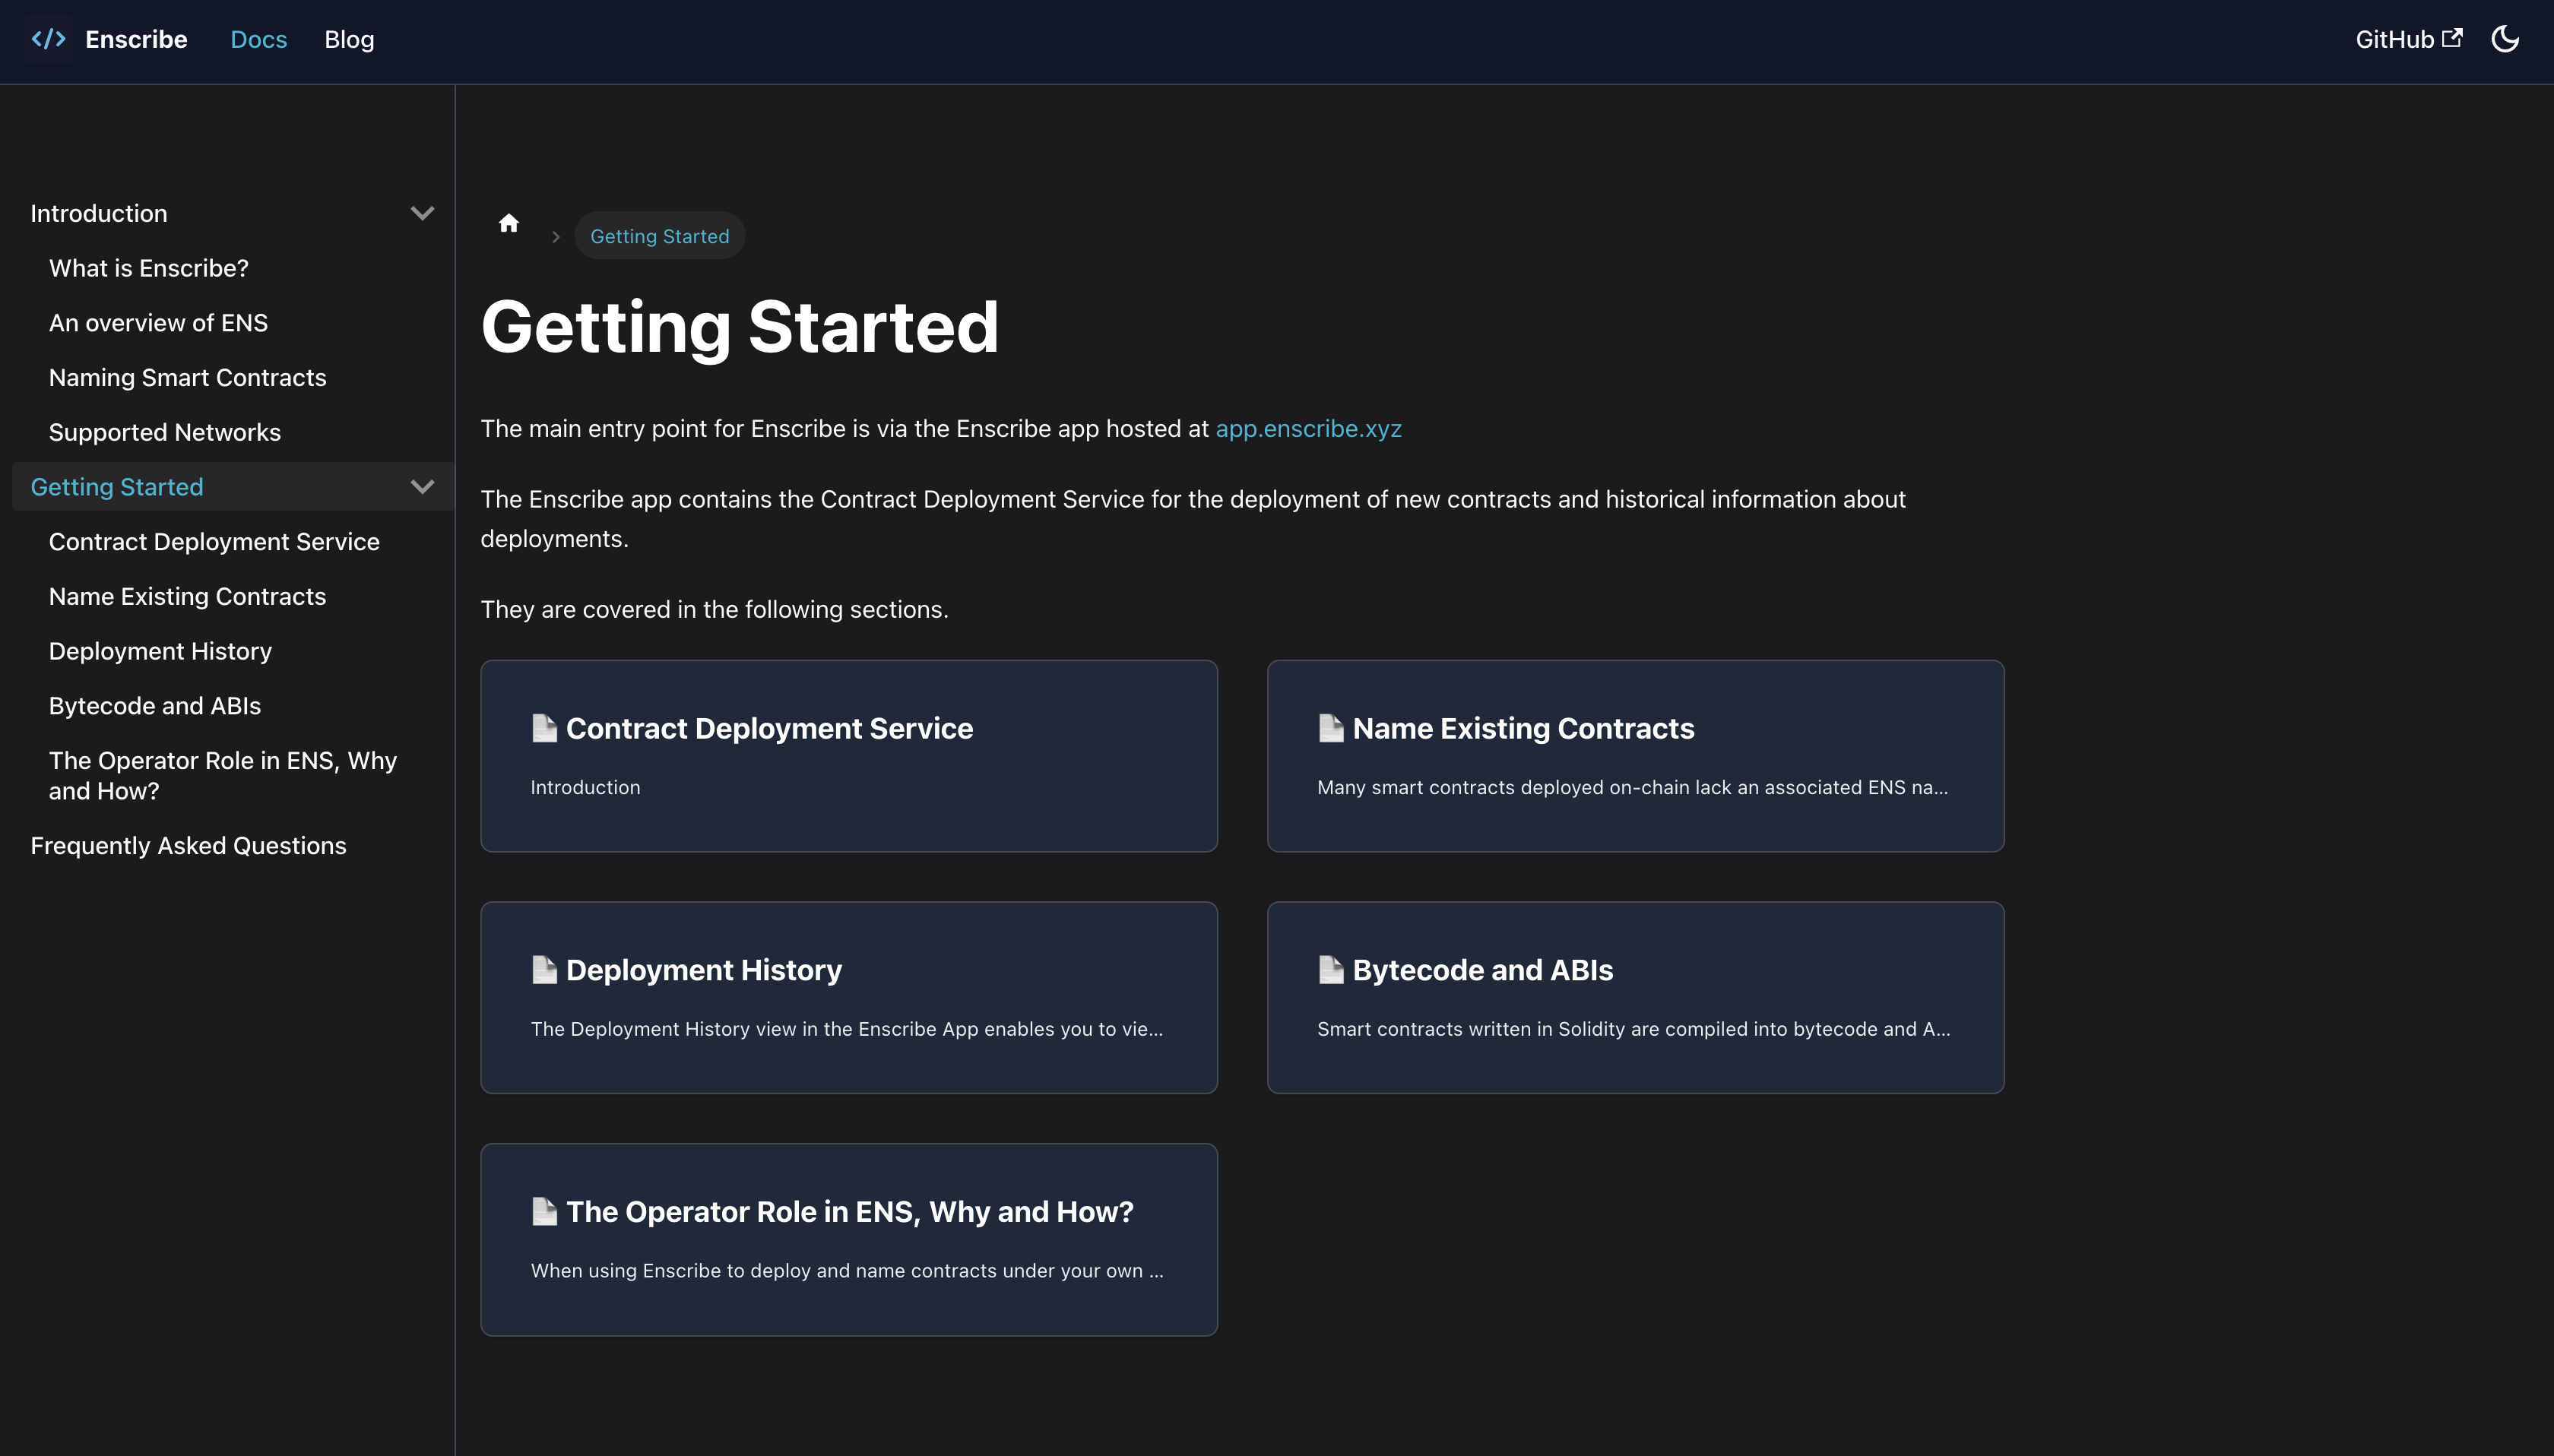 Enscribe
Docs
Blog
GitHub
Introduction
What is Enscribe?
An overview of ENS
Naming Smart Contracts
Supported Networks
Getting Started
Contract Deployment Service
Name Existing Contracts
Deployment History
Bytecode and ABIs
The Operator Role in ENS, Why
and How?
Frequently Asked Questions
Getting Started
Getting Started
The main entry point for Enscribe is via the Enscribe app hosted at app.enscribe.xyz
The Enscribe app contains the Contract Deployment Service for the deployment of new contracts and historical information about
deployments.
They are covered in the following sections.
Contract Deployment Service
Introduction
Name Existing Contracts
Many smart contracts deployed on-chain lack an associated ENS na...
Deployment History
The Deployment History view in the Enscribe App enables you to vie...
Bytecode and ABIs
Smart contracts written in Solidity are compiled into bytecode and A...
The Operator Role in ENS, Why and How?
When using Enscribe to deploy and name contracts under your own ...